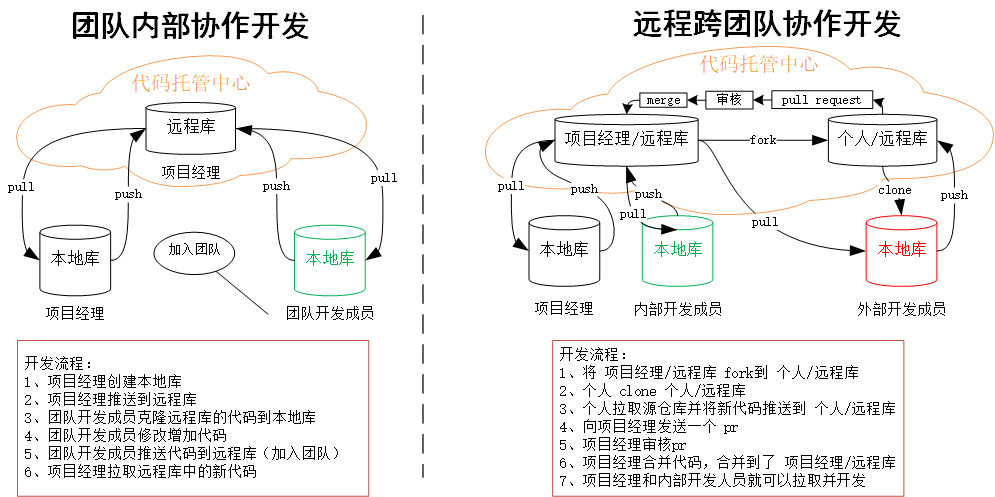 团队内部协作开发
代码托管中心
远程库
项目经理
pull
push
push
pull
本地库
项目经理
加入团队
本地库
团队开发成员
开发流程：
1、项目经理创建本地库
2、项目经理推送到远程库
3、团队开发成员克隆远程库的代码到本地库
4、团队开发成员修改增加代码
5、团队开发成员推送代码到远程库（加入团队）
6、项目经理拉取远程库中的新代码
远程跨团队协作开发
代码托管中心
merge
审核
pull request
项目经理/远程库
fork
个人/远程库
pull
push
push
pull
pull
clone
push
本地库
项目经理
本地库
内部开发成员
本地库
外部开发成员
开发流程：
1、将 项目经理/远程库 fork到 个人/远程库
2、个人 clone 个人/远程库
3、个人拉取源仓库并将新代码推送到 个人/远程库
4、向项目经理发送一个 pr
5、项目经理审核pr
6、项目经理合并代码，合并到了 项目经理/远程库
7、项目经理和内部开发人员就可以拉取并开发